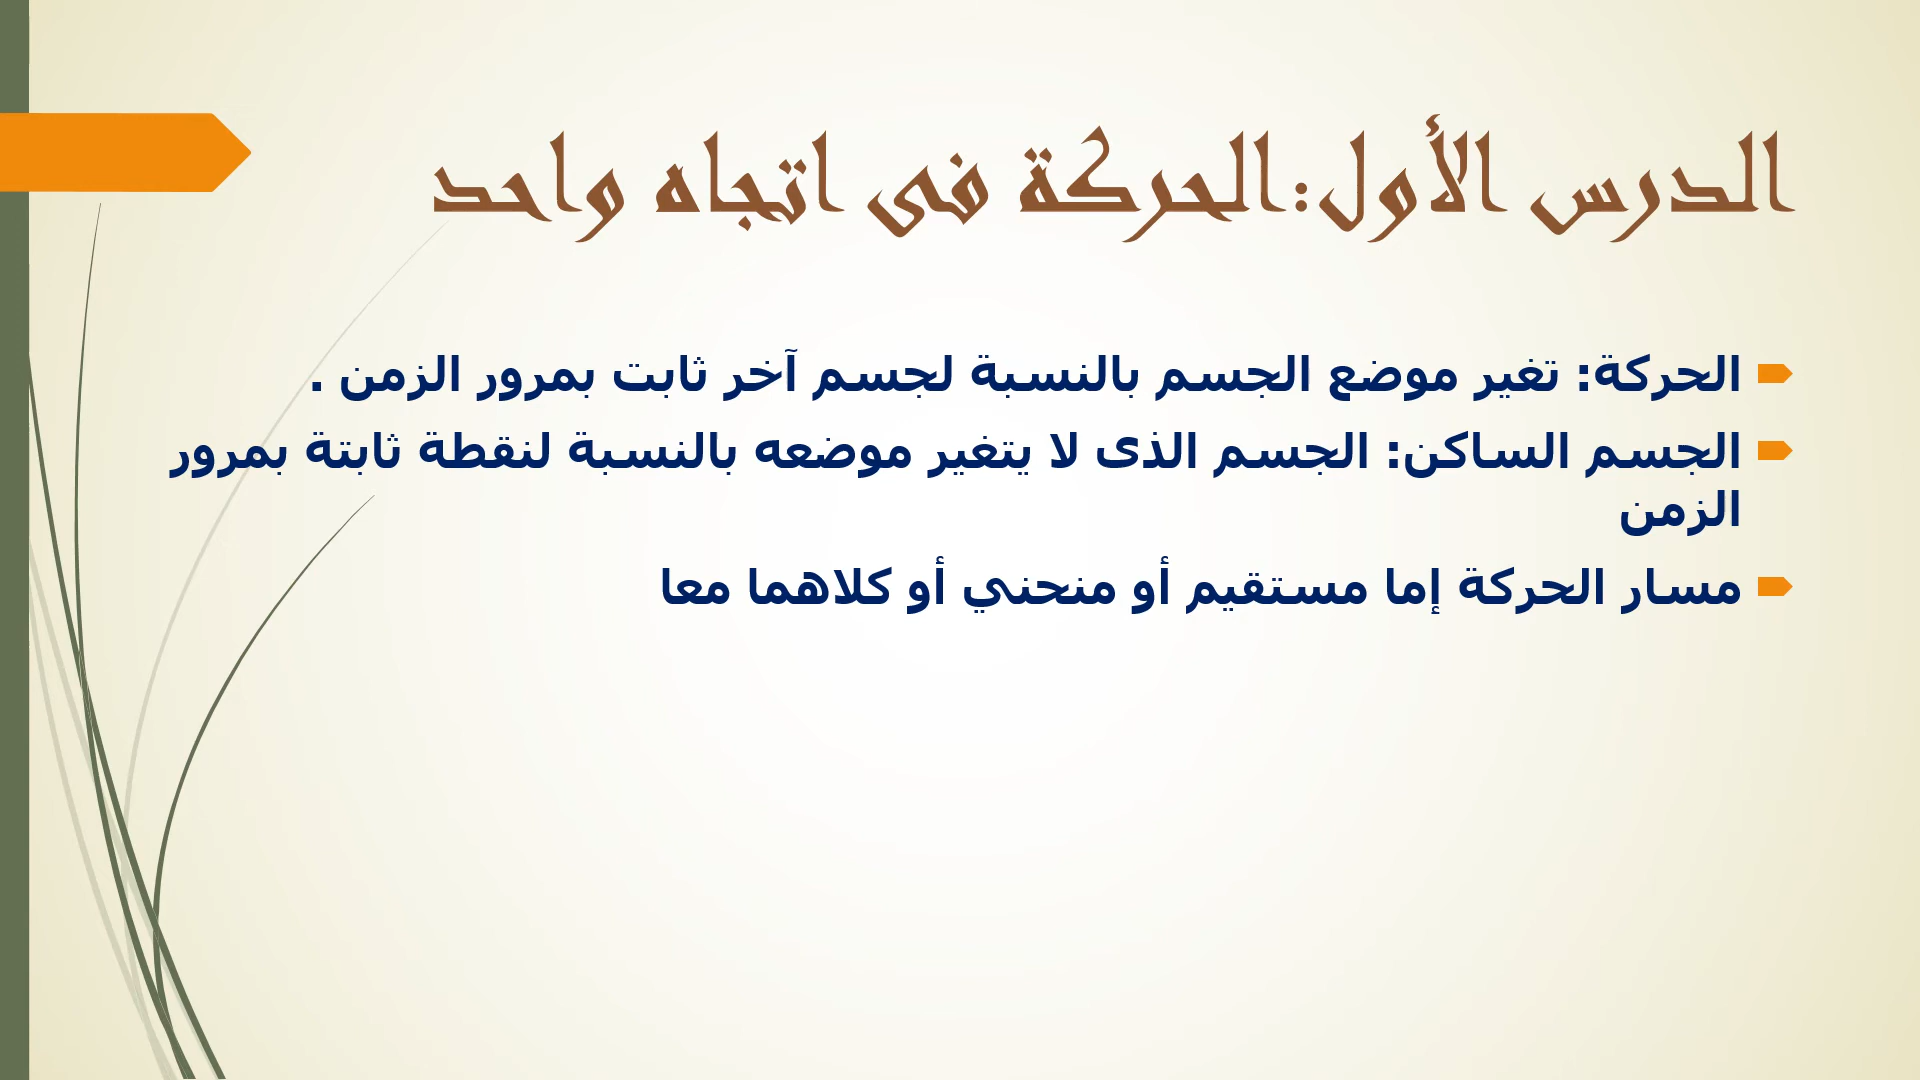 الدرس الأول:الحركة فى اتجاه واحد
الحركة: تغير موضع الجسم بالنسبة لجسم آخر ثابت بمرور الزمن .
الجسم الساكن: الجسم الذى لا يتغير موضعه بالنسبة لنقطة ثابتة بمرور
الزمن
مسار الحركة إما مستقيم أو منحني أو كلاهما معا